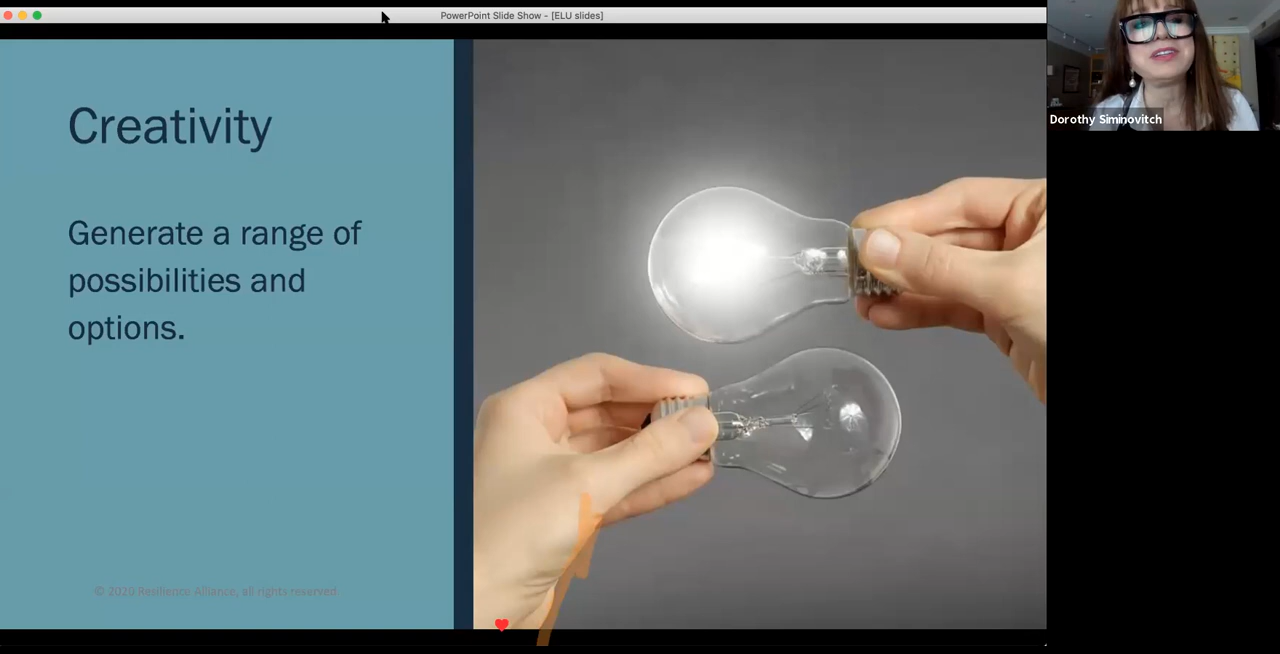 PowerPoint Slide Show - [ELU slides]
Dorothy Siminovitch
Creativity
Generate a range of
possibilities and
options.
© 2020 Resilience Alliance, all rights reserved